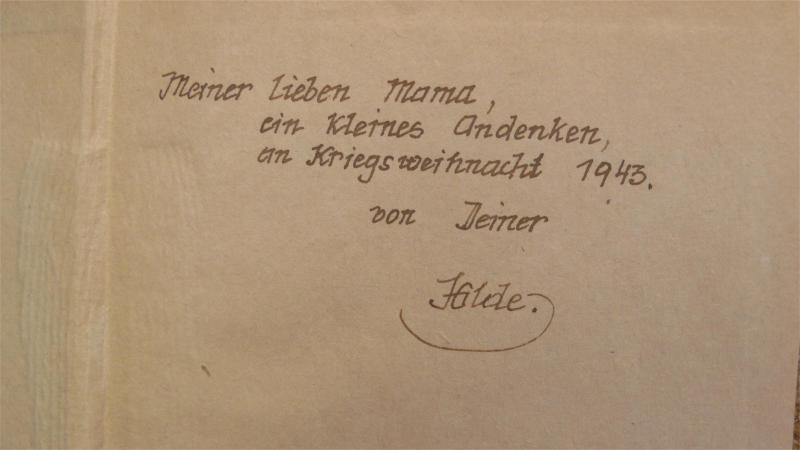 Meiner lieben Mama,
ein kleines Andenken,
an Kriegsweihnacht 1943.
von Deiner
Hilde.